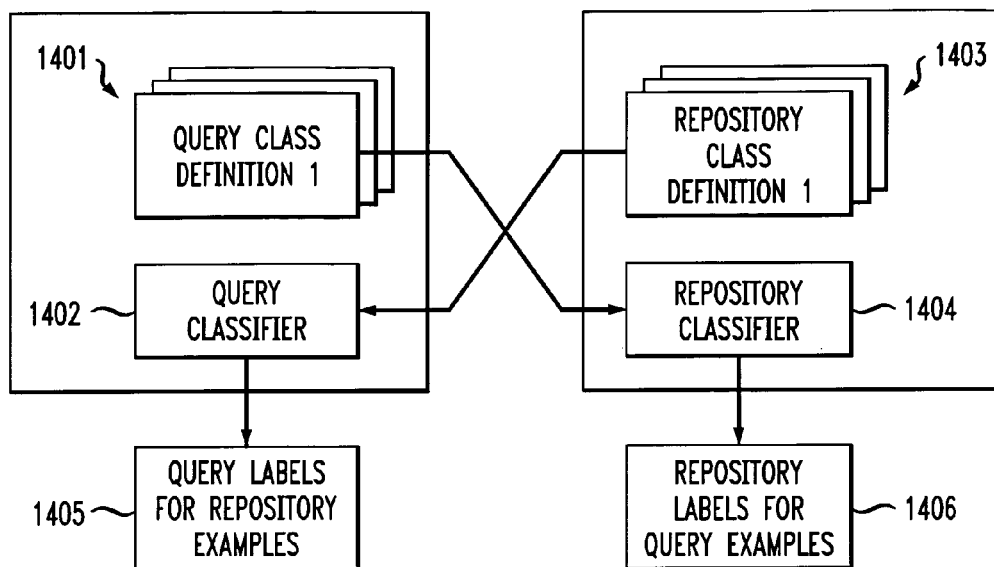 1401
QUERY CLASS
DEFINITION 1
1403
REPOSITORY
CLASS
DEFINITION 1
1402
QUERY
CLASSIFIER
REPOSITORY
CLASSIFIER
1404
1405
QUERY LABELS
FOR REPOSITORY
EXAMPLES
REPOSITORY
LABELS FOR
QUERY EXAMPLES
1406